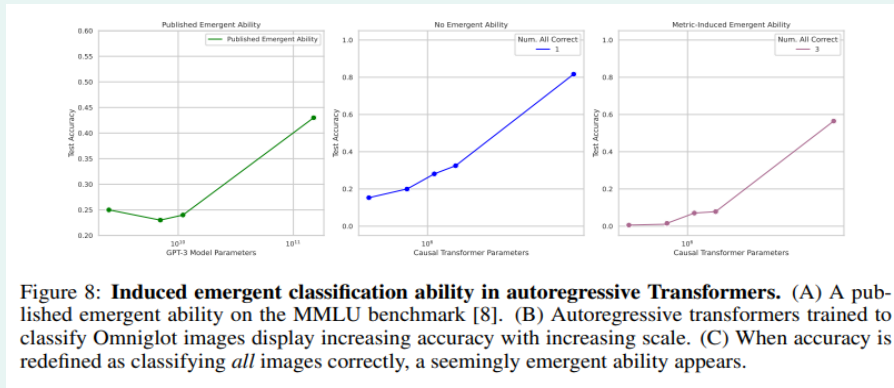 Published Emergent Ability
Published Emergent Ability
Test Accuracy
0.60
0.55
0.50
0.45
0.40
0.35
0.30
0.25
0.20
10¹⁰
10¹¹
GPT-3 Model Parameters
No Emergent Ability
Num. All Correct
1
Test Accuracy
1.0
0.8
0.6
0.4
0.2
0.0
Causal Transformer Parameters
Metric-Induced Emergent Ability
Num. All Correct
3
Test Accuracy
1.0
0.8
0.6
0.4
0.2
0.0
Causal Transformer Parameters
Figure 8: Induced emergent classification ability in autoregressive Transformers. (A) A pub-
lished emergent ability on the MMLU benchmark [8]. (B) Autoregressive transformers trained to
classify Omniglot images display increasing accuracy with increasing scale. (C) When accuracy is
redefined as classifying all images correctly, a seemingly emergent ability appears.